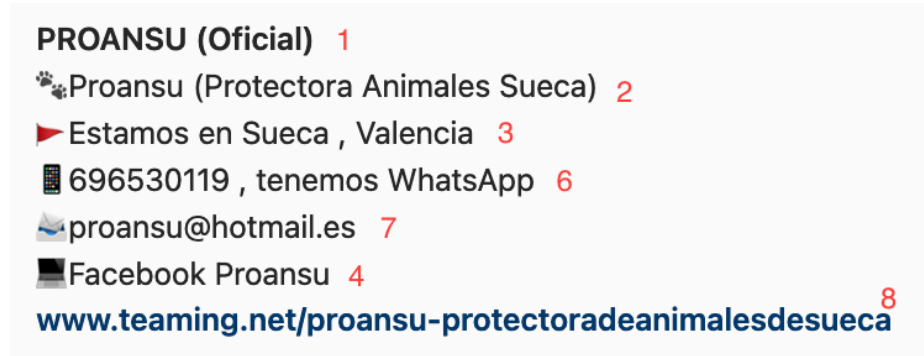 PROANSU (Oficial) 1
🐾Proansu (Protectora Animales Sueca) 2
🚩Estamos en Sueca , Valencia 3
📱696530119 , tenemos WhatsApp 6
📨proansu@hotmail.es 7
💻Facebook Proansu 4
www.teaming.net/proansu-protectoradeanimalesdesueca 8